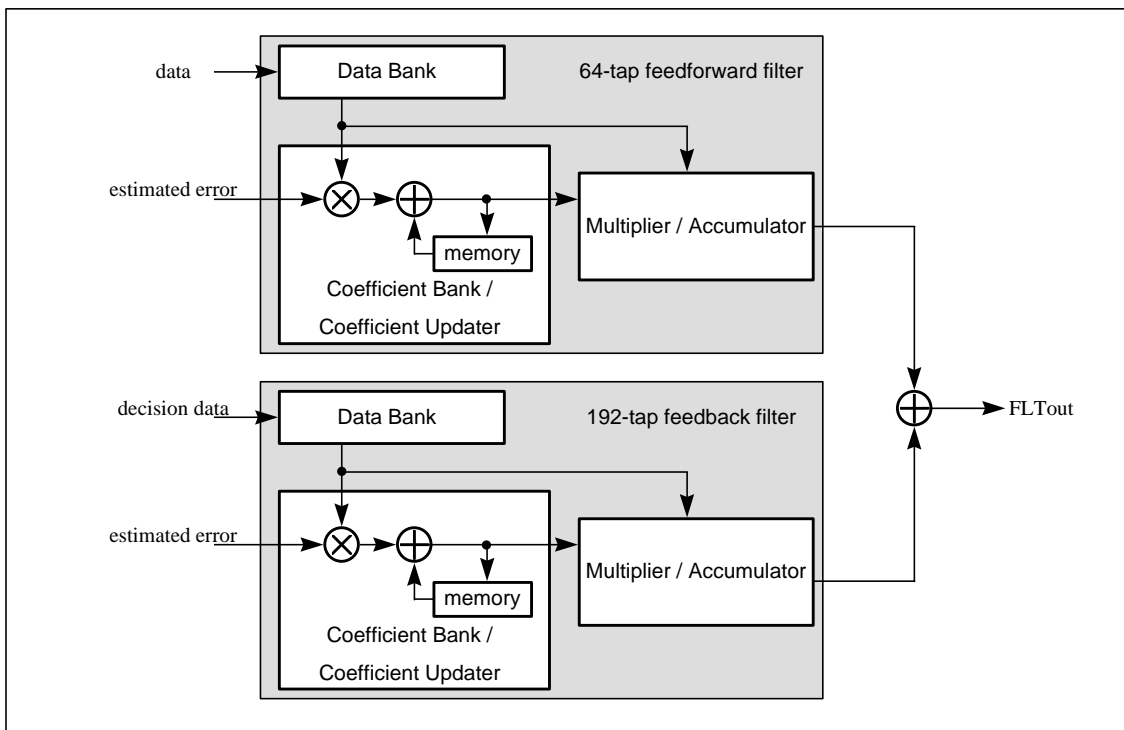 data
Data Bank
64-tap feedforward filter
estimated error
Multiplier / Accumulator
memory
Coefficient Bank /
Coefficient Updater
decision data
Data Bank
192-tap feedback filter
FLTout
estimated error
Multiplier / Accumulator
memory
Coefficient Bank /
Coefficient Updater